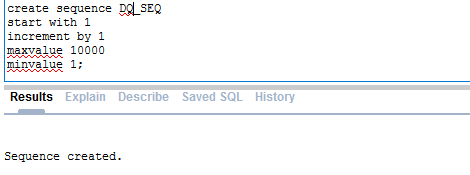 create sequence DQ_SEQ
start with 1
increment by 1
maxvalue 10000
minvalue 1;
Results Explain Describe Saved SQL History
Sequence created.